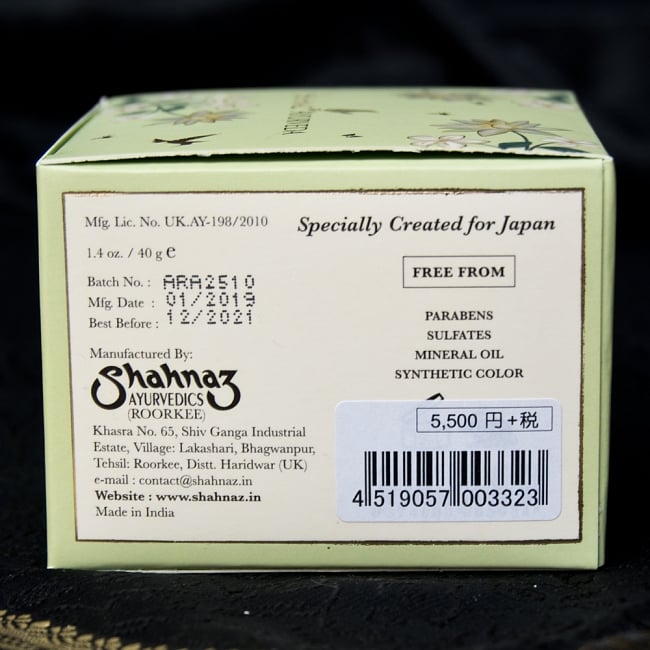 AYURVEDA
Mfg. Lic. No. UK.AY-198/2010
1.4 oz. / 40 g e
Batch No. : ARA2510
Mfg. Date : 01/2019
Best Before : 12/2021
Manufactured By:
Shahnaz
AYURVEDICS
(ROORKEE)
Khasra No. 65, Shiv Ganga Industrial
Estate, Village: Lakashari, Bhagwanpur,
Tehsil: Roorkee, Distt. Haridwar (UK)
e-mail : contact@shahnaz.in
Website : www.shahnaz.in
Made in India
Specially Created for Japan
FREE FROM
PARABENS
SULFATES
MINERAL OIL
SYNTHETIC COLOR
5,500 円+税
4 519057 003323